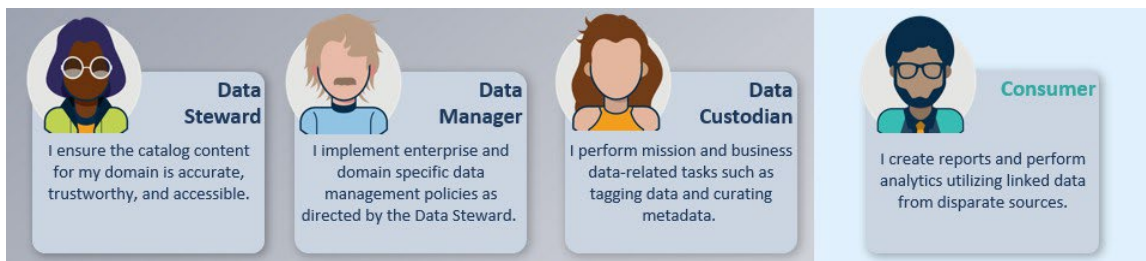 Data
Steward
I ensure the catalog content
for my domain is accurate,
trustworthy, and accessible.
Data
Manager
I implement enterprise and
domain specific data
management policies as
directed by the Data Steward.
Data
Custodian
I perform mission and business
data-related tasks such as
tagging data and curating
metadata.
Consumer
I create reports and perform
analytics utilizing linked data
from disparate sources.